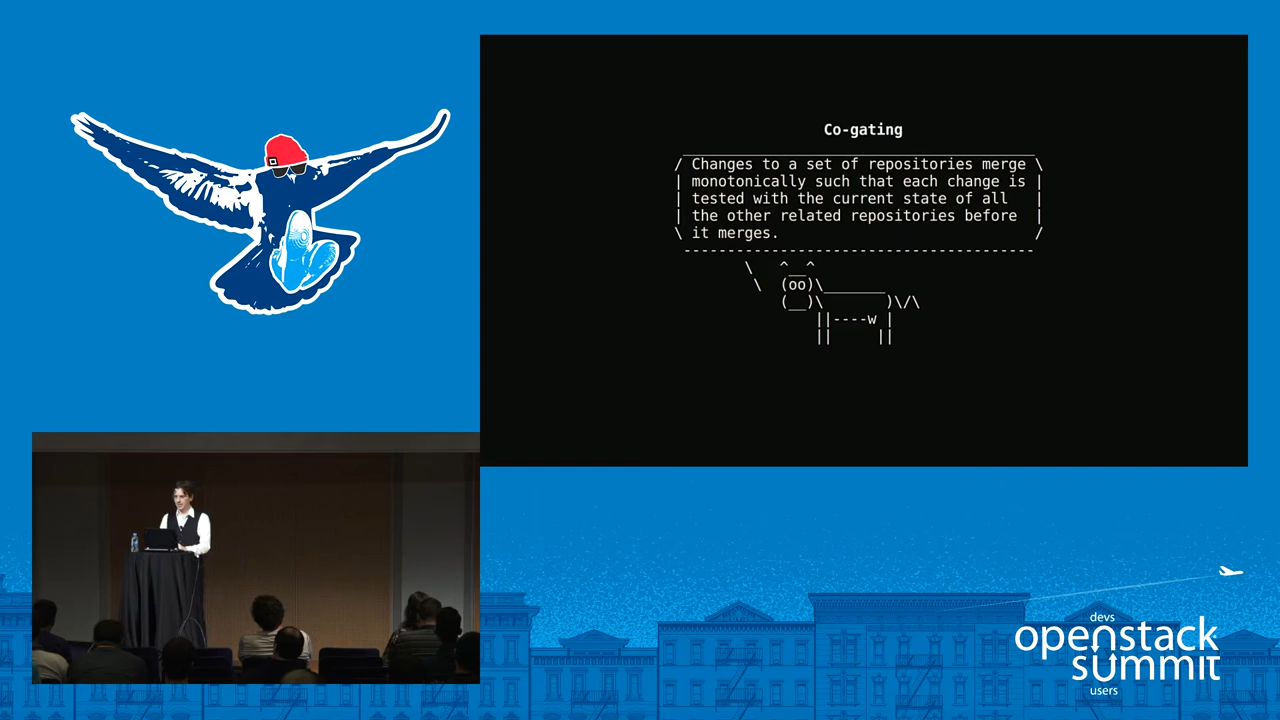 Co-gating
/ Changes to a set of repositories merge \
| monotonically such that each change is |
| tested with the current state of all |
| the other related repositories before |
\ it merges. /
devs
openstack
summit
users